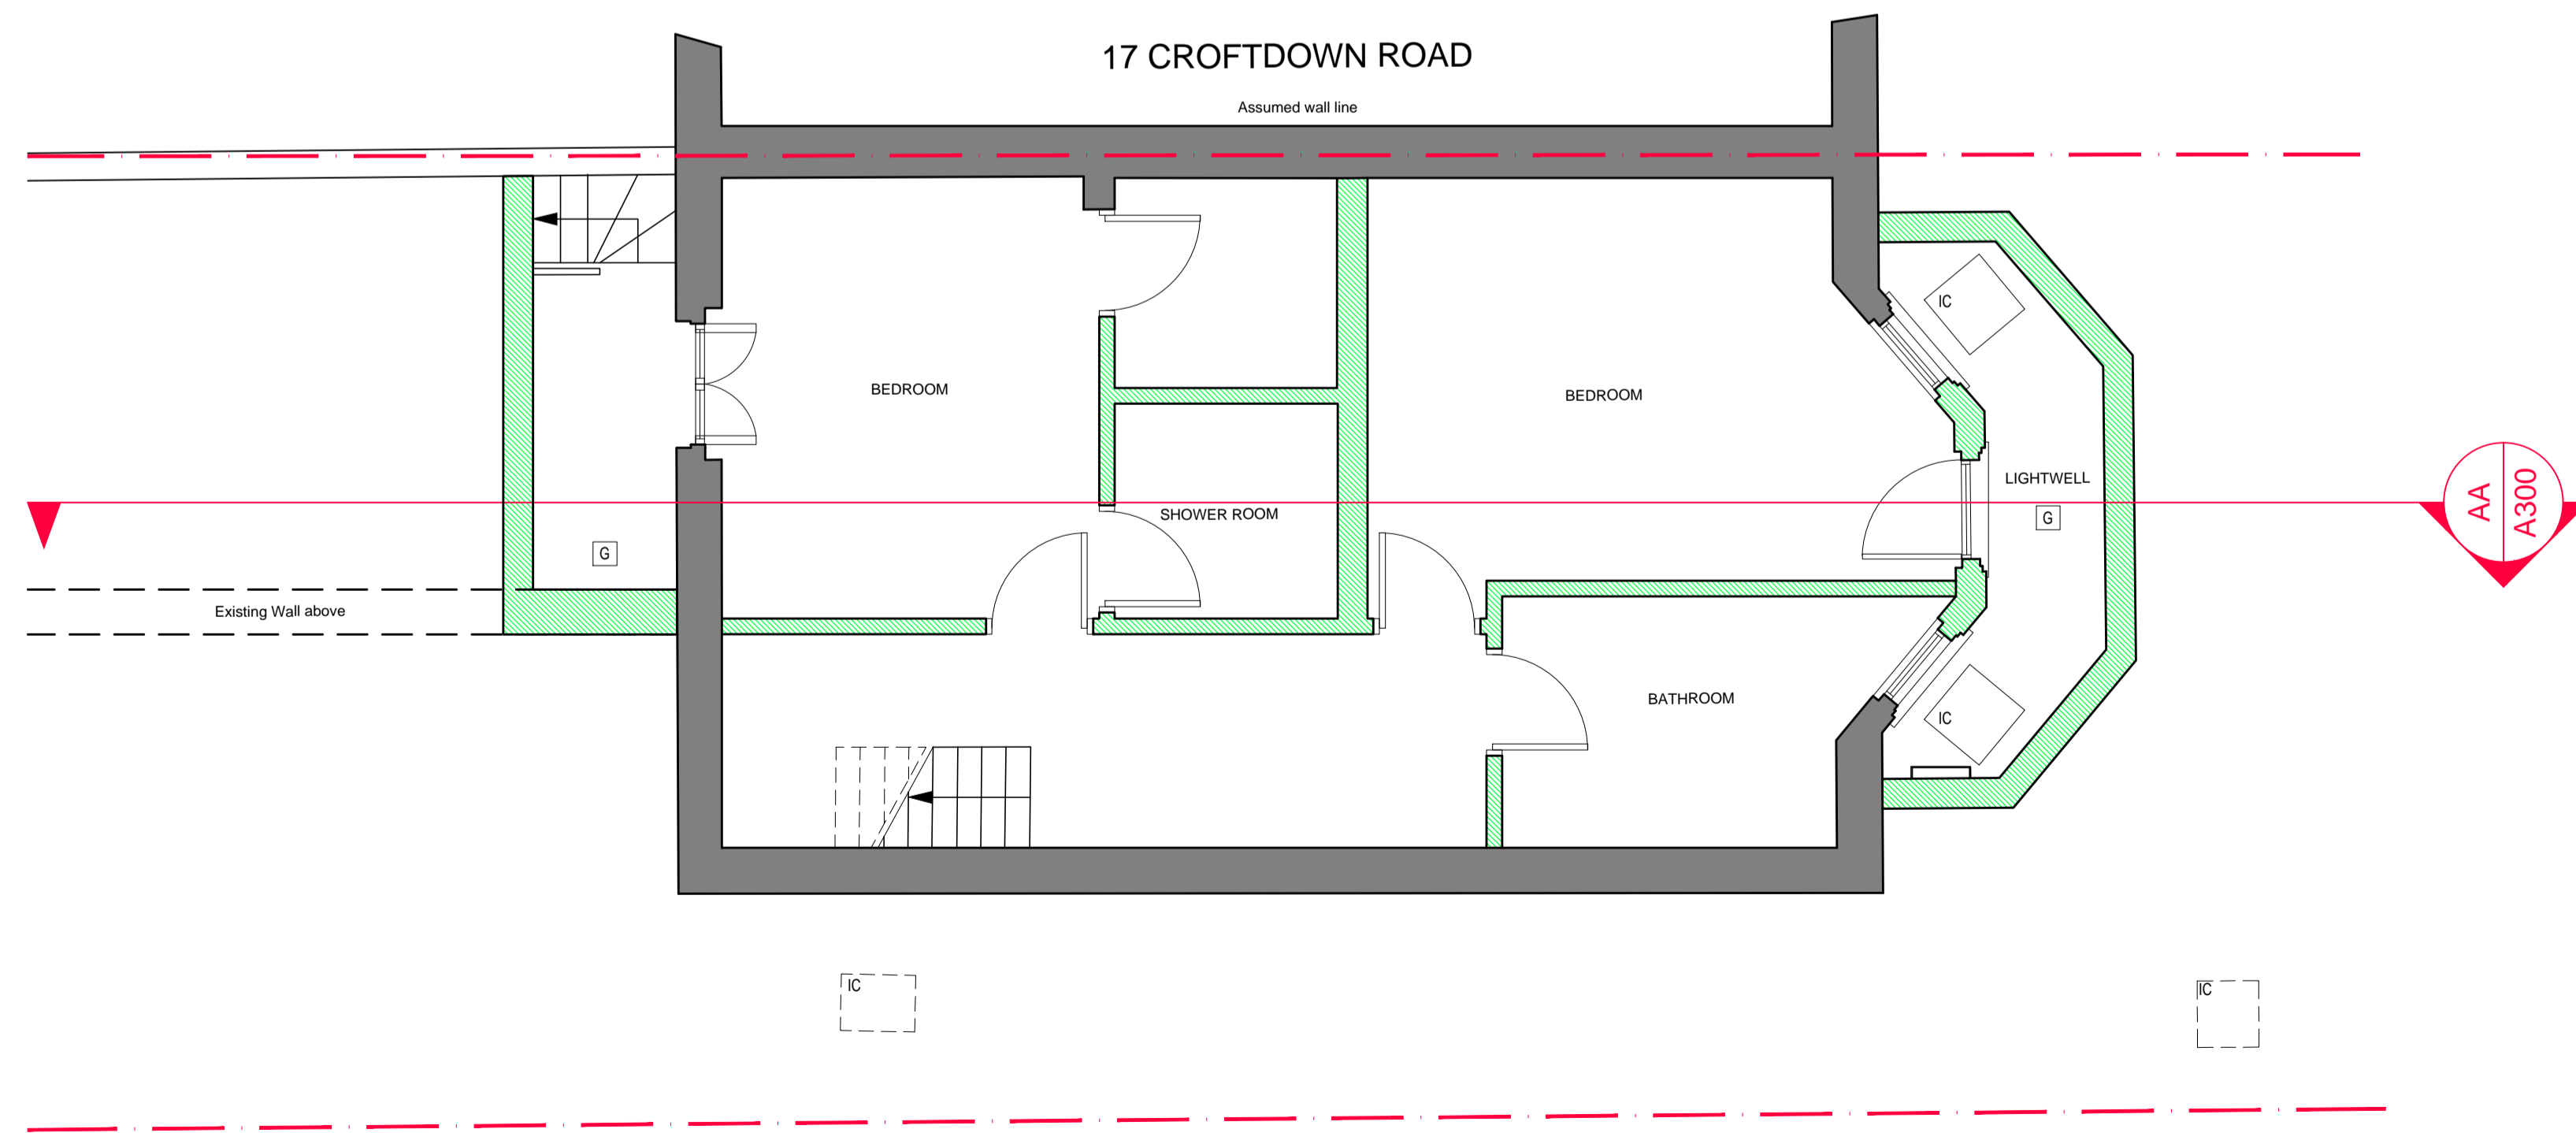 17 CROFTDOWN ROAD
Assumed wall line
IC
BEDROOM
BEDROOM
LIGHTWELL
AA
A300
SHOWER ROOM
G
G
Existing Wall above
BATHROOM
IC
IC
IC